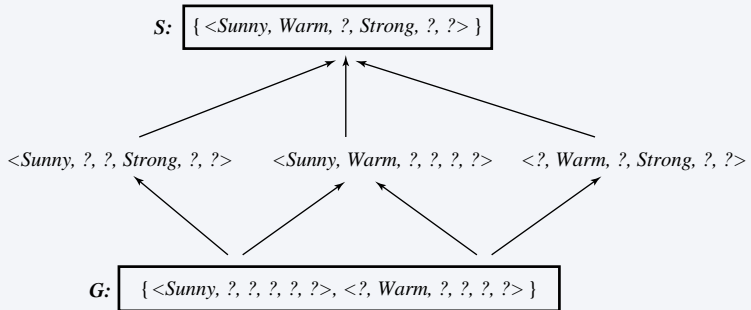 S: { <Sunny, Warm, ?, Strong, ?, ?> }
<Sunny, ?, ?, Strong, ?, ?> <Sunny, Warm, ?, ?, ?, ?> <?, Warm, ?, Strong, ?, ?>
G: { <Sunny, ?, ?, ?, ?, ?>, <?, Warm, ?, ?, ?, ?> }